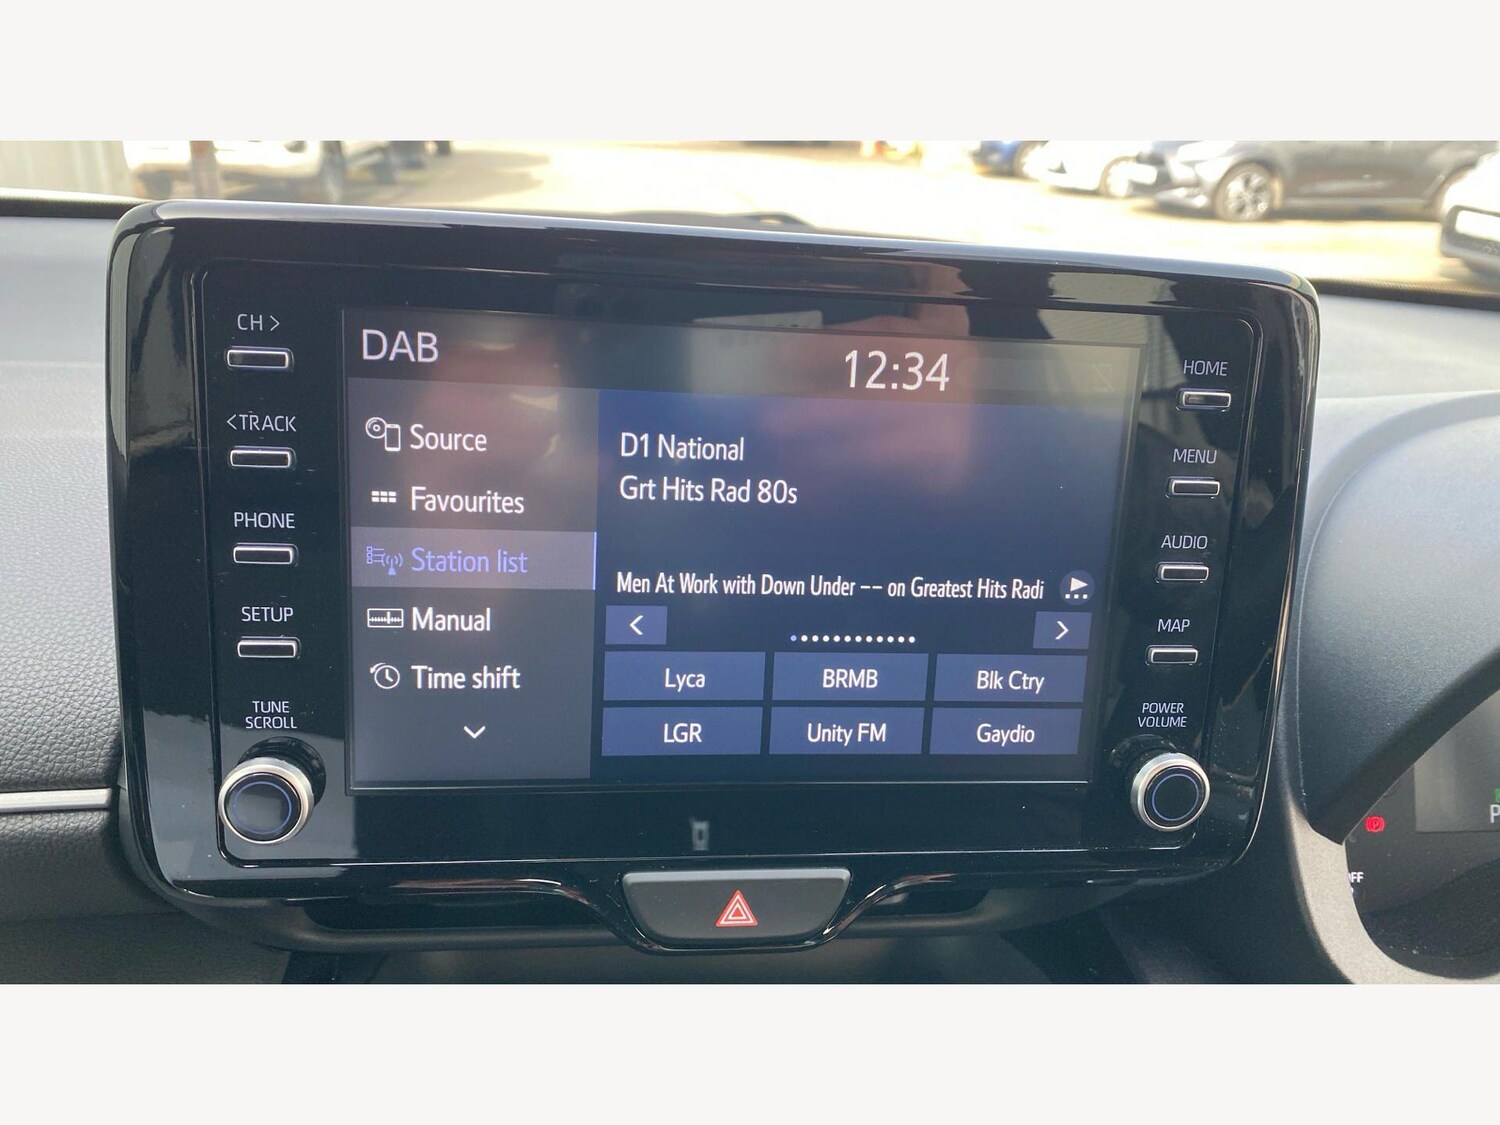 CH >
<TRACK
PHONE
SETUP
TUNE
SCROLL
DAB
12:34
Source
Favourites
Station list
Manual
Time shift
D1 National
Grt Hits Rad 80s
Men At Work with Down Under -- on Greatest Hits Radi
< >
Lyca BRMB Blk Ctry
LGR Unity FM Gaydio
HOME
MENU
AUDIO
MAP
POWER
VOLUME
P